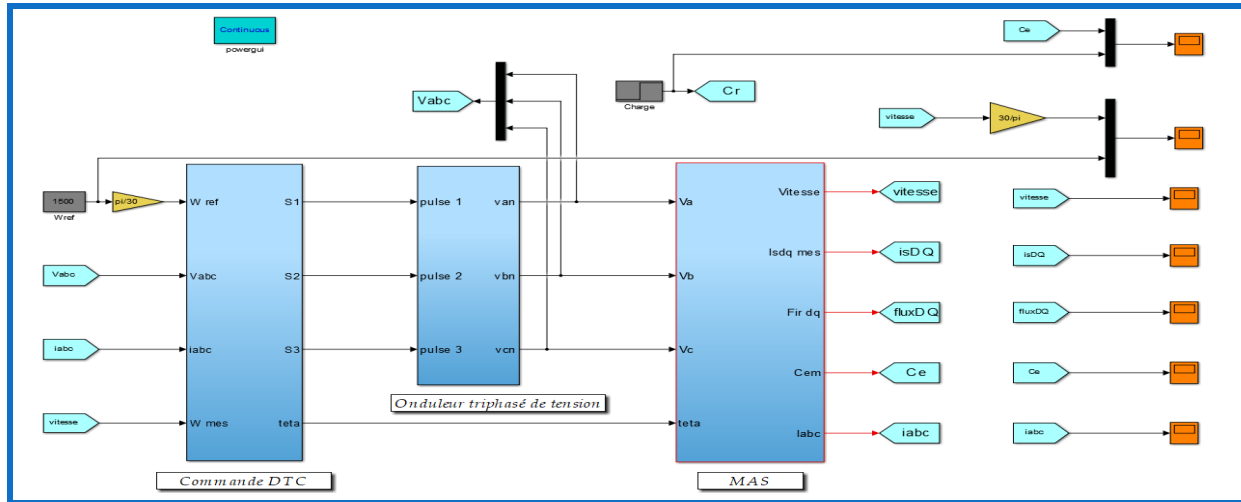 Continuous
powergui
Ce
Vabc
Charge
Cr
vitesse
30/pi
1500
Wref
pi/30
W ref
S1
pulse 1
van
Va
Vitesse
vitesse
vitesse
Vabc
Vabc
S2
pulse 2
vbn
Vb
Isdq mes
isDQ
isDQ
Fir dq
fluxDQ
fluxDQ
iabc
iabc
S3
pulse 3
vcn
Vc
Cem
Ce
Ce
Onduleur triphasé de tension
vitesse
W mes
teta
teta
Iabc
iabc
iabc
Commande DTC
MAS